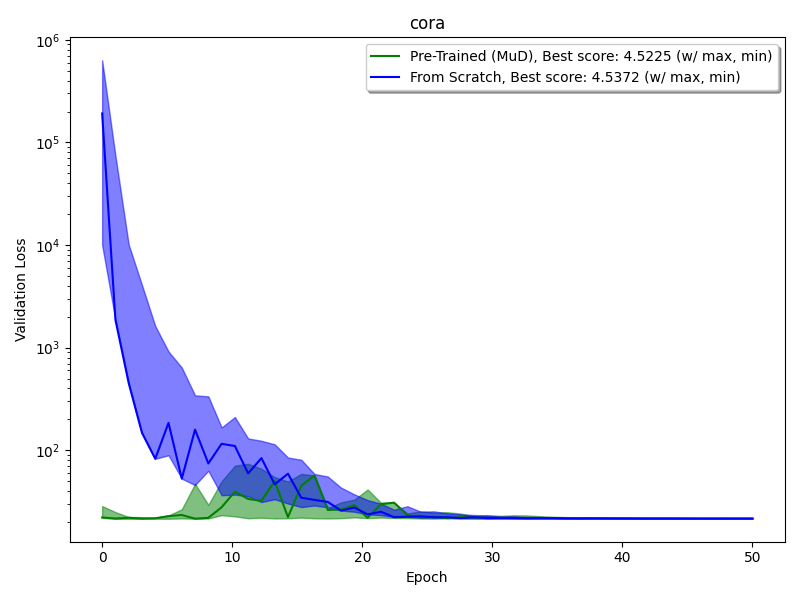 cora
10^6
10^5
10^4
10^3
10^2
Validation Loss
Pre-Trained (MuD), Best score: 4.5225 (w/ max, min)
From Scratch, Best score: 4.5372 (w/ max, min)
0 10 20 30 40 50
Epoch